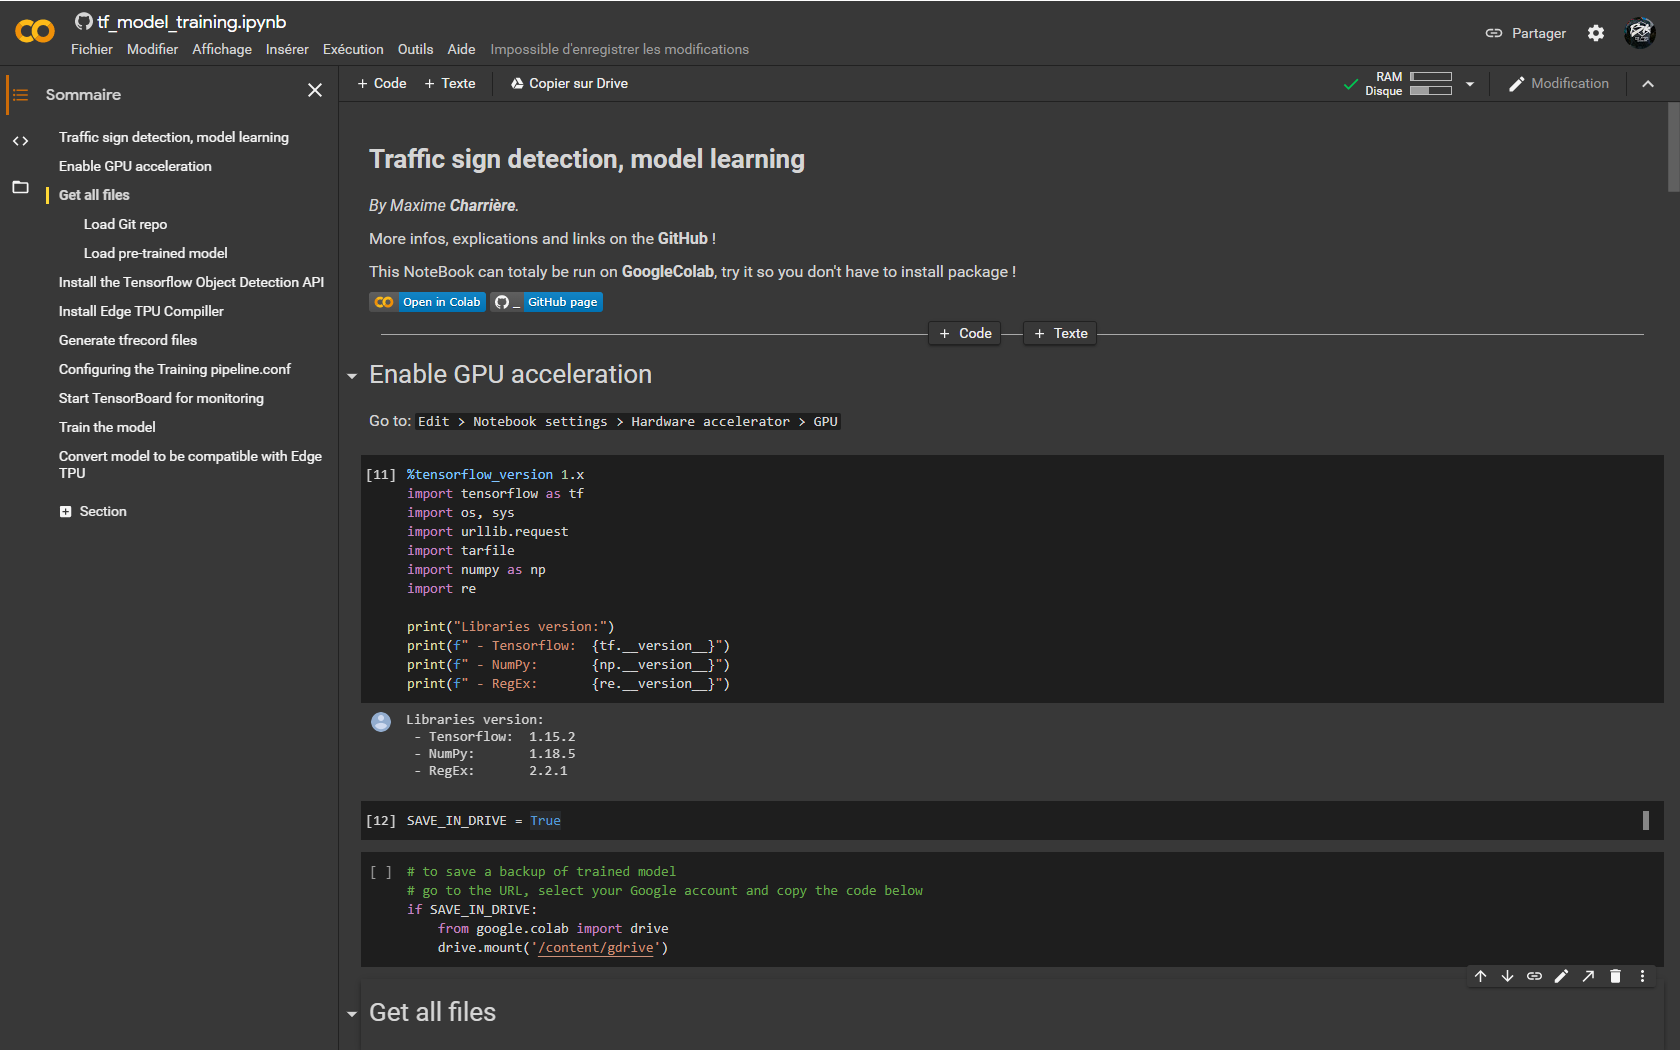 tf_model_training.ipynb
Fichier Modifier Affichage Insérer Exécution Outils Aide Impossible d'enregistrer les modifications
Partager
Sommaire
Traffic sign detection, model learning
Enable GPU acceleration
Get all files
Load Git repo
Load pre-trained model
Install the Tensorflow Object Detection API
Install Edge TPU Compiller
Generate tfrecord files
Configuring the Training pipeline.conf
Start TensorBoard for monitoring
Train the model
Convert model to be compatible with Edge
TPU
Section
+ Code + Texte Copier sur Drive
RAM
Disque
Modification
Traffic sign detection, model learning
By Maxime Charrière.
More infos, explications and links on the GitHub !
This NoteBook can totaly be run on GoogleColab, try it so you don't have to install package !
Open in Colab _ GitHub page
+ Code + Texte
Enable GPU acceleration
Go to: Edit > Notebook settings > Hardware accelerator > GPU
[11] %tensorflow_version 1.x
import tensorflow as tf
import os, sys
import urllib.request
import tarfile
import numpy as np
import re
print("Libraries version:")
print(f" - Tensorflow:  {tf.__version__}")
print(f" - NumPy:       {np.__version__}")
print(f" - RegEx:       {re.__version__}")
Libraries version:
 - Tensorflow:  1.15.2
 - NumPy:       1.18.5
 - RegEx:       2.2.1
[12] SAVE_IN_DRIVE = True
[ ] # to save a backup of trained model
# go to the URL, select your Google account and copy the code below
if SAVE_IN_DRIVE:
    from google.colab import drive
    drive.mount('/content/gdrive')
Get all files